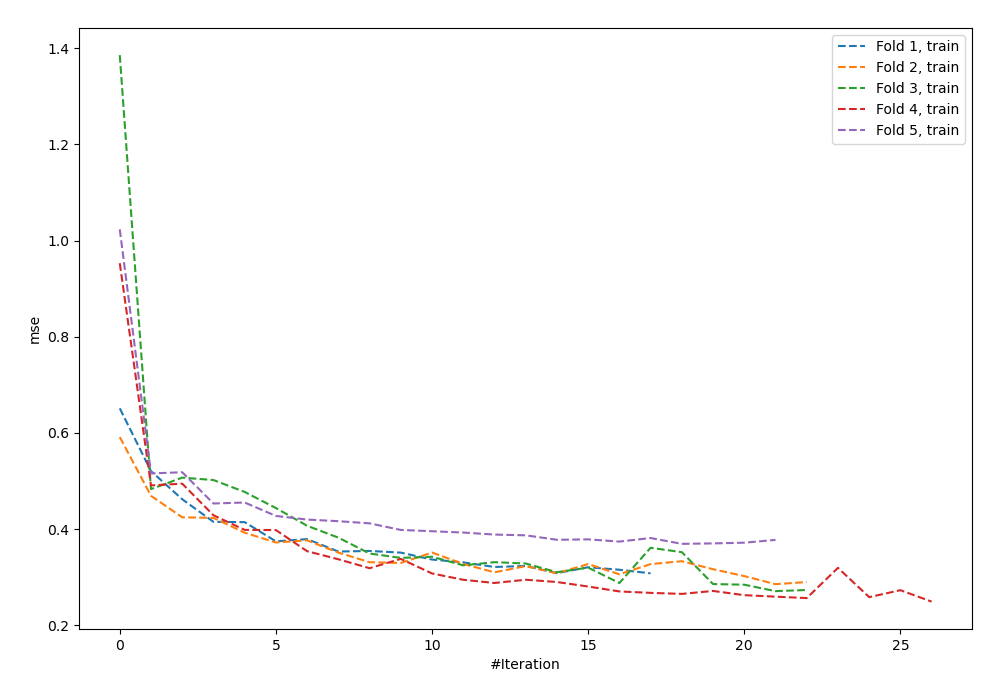 Fold 1, train
Fold 2, train
Fold 3, train
Fold 4, train
Fold 5, train
1.4
1.2
1.0
0.8
0.6
0.4
0.2
mse
0 5 10 15 20 25
#Iteration